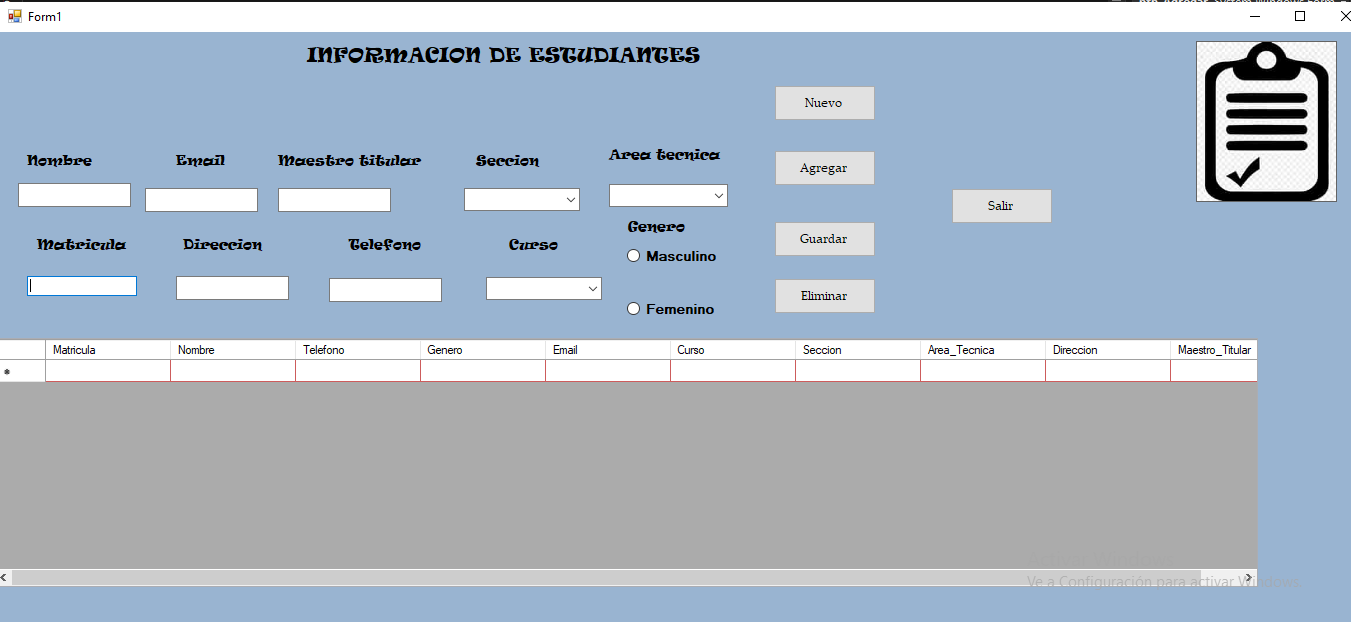 Form1
INFORMACION DE ESTUDIANTES
Nuevo
Nombre Email Maestro titular Seccion Area tecnica
Agregar
Salir
Genero
Guardar
Matricula Direccion Telefono Curso
Masculino
Eliminar
Femenino
Matricula Nombre Telefono Genero Email Curso Seccion Area_Tecnica Direccion Maestro_Titular
Activar Windows
Ve a Configuración para activar Windows.